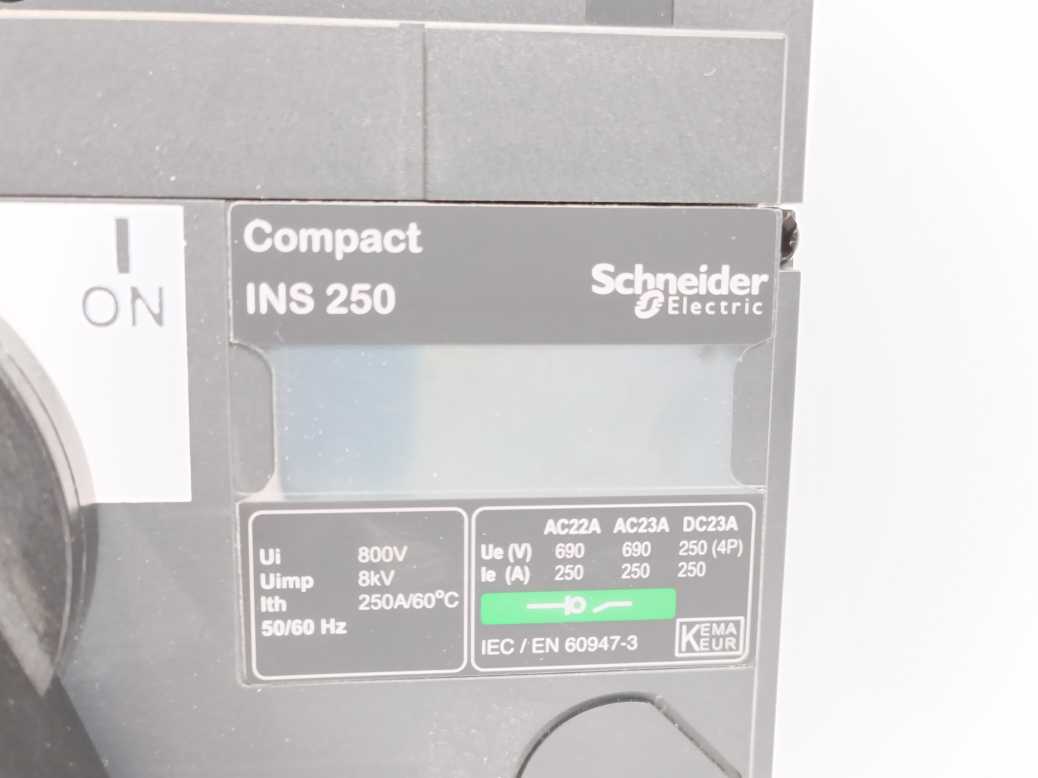 I
ON
Compact
INS 250
Schneider
Electric
Ui 800V
Uimp 8kV
Ith 250A/60°C
50/60 Hz
AC22A AC23A DC23A
Ue (V) 690 690 250 (4P)
Ie (A) 250 250 250
IEC / EN 60947-3
KEMA
KEUR